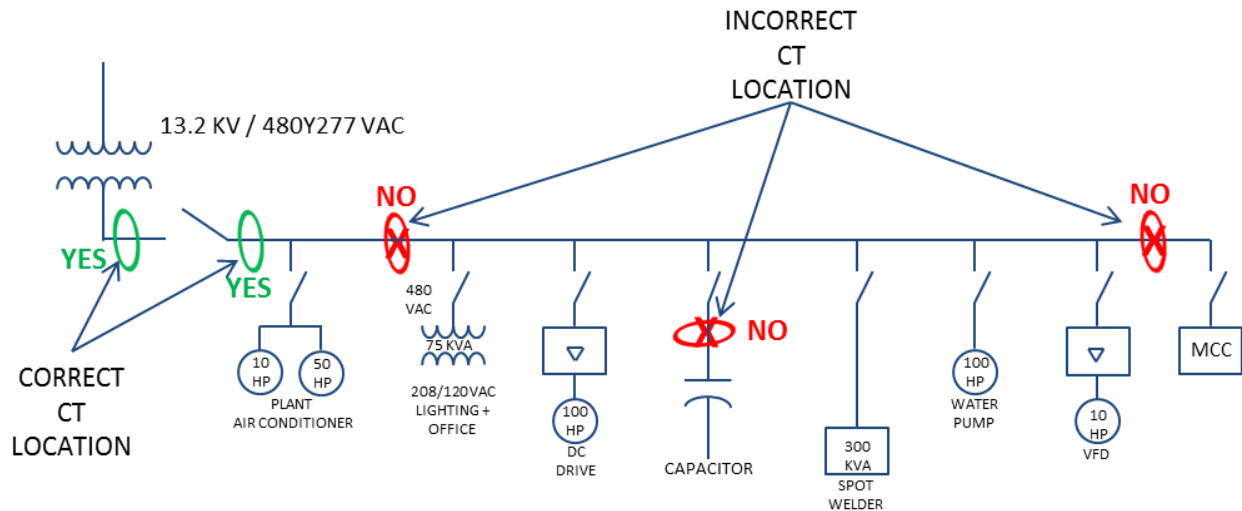 INCORRECT
CT
LOCATION
13.2 KV / 480Y277 VAC
NO
NO
YES
YES
480
VAC
NO
75 KVA
10
HP
50
HP
MCC
CORRECT
CT
LOCATION
PLANT
AIR CONDITIONER
208/120VAC
LIGHTING +
OFFICE
100
HP
DC
DRIVE
CAPACITOR
300
KVA
SPOT
WELDER
100
HP
WATER
PUMP
10
HP
VFD